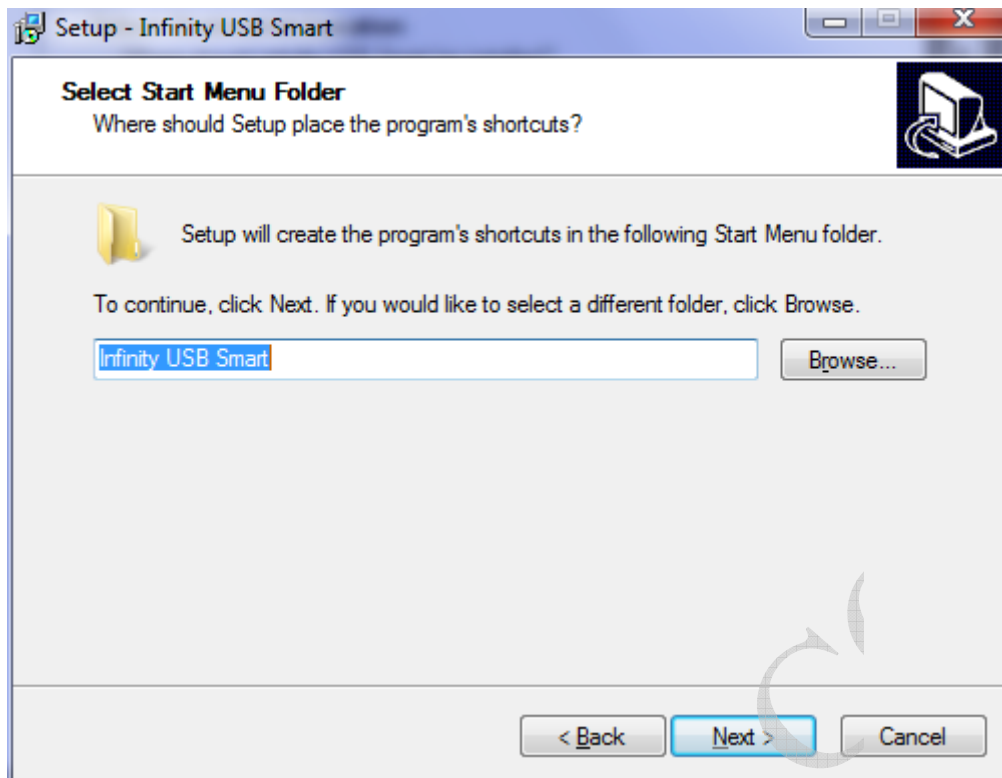 Setup - Infinity USB Smart
Select Start Menu Folder
Where should Setup place the program's shortcuts?
Setup will create the program's shortcuts in the following Start Menu folder.
To continue, click Next. If you would like to select a different folder, click Browse.
Infinity USB Smart
Browse...
< Back
Next >
Cancel